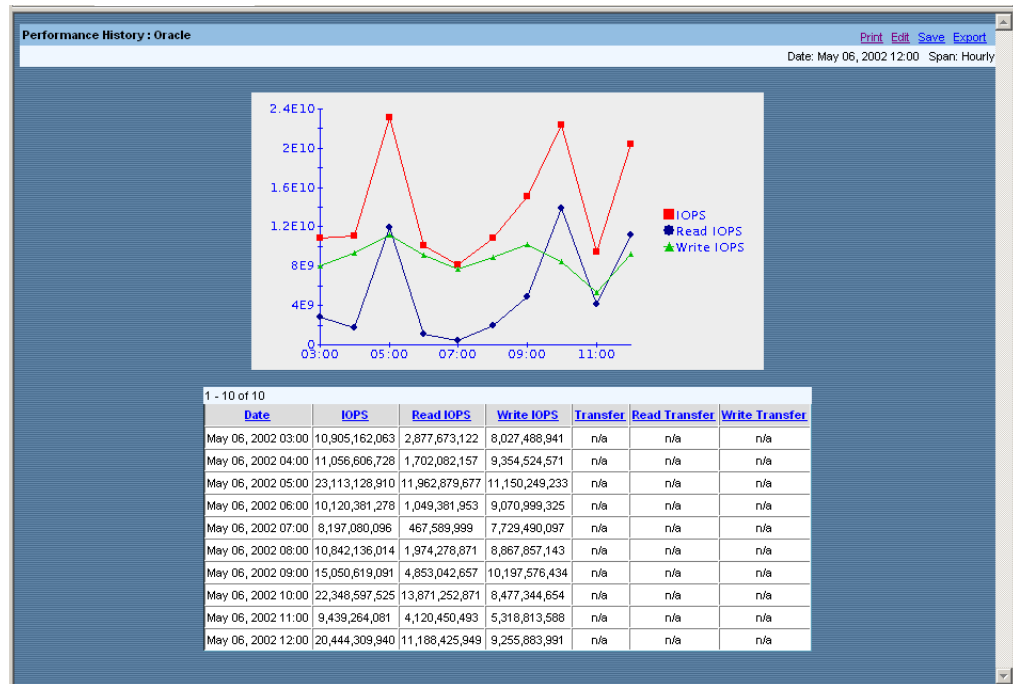 Performance History : Oracle
Print Edit Save Export
Date: May 06, 2002 12:00 Span: Hourly
2.4E10
2E10
1.6E10
1.2E10
8E9
4E9
0
03:00 05:00 07:00 09:00 11:00
IOPS
Read IOPS
Write IOPS
1 - 10 of 10
Date IOPS Read IOPS Write IOPS Transfer Read Transfer Write Transfer
May 06, 2002 03:00 10,905,162,063 2,877,673,122 8,027,488,941 n/a n/a n/a
May 06, 2002 04:00 11,056,606,728 1,702,082,157 9,354,524,571 n/a n/a n/a
May 06, 2002 05:00 23,113,128,910 11,962,879,677 11,150,249,233 n/a n/a n/a
May 06, 2002 06:00 10,120,381,278 1,049,381,953 9,070,999,325 n/a n/a n/a
May 06, 2002 07:00 8,197,080,096 467,589,999 7,729,490,097 n/a n/a n/a
May 06, 2002 08:00 10,842,136,014 1,974,278,871 8,867,857,143 n/a n/a n/a
May 06, 2002 09:00 15,050,619,091 4,853,042,657 10,197,576,434 n/a n/a n/a
May 06, 2002 10:00 22,348,597,525 13,871,252,871 8,477,344,654 n/a n/a n/a
May 06, 2002 11:00 9,439,264,081 4,120,450,493 5,318,813,588 n/a n/a n/a
May 06, 2002 12:00 20,444,309,940 11,188,425,949 9,255,883,991 n/a n/a n/a